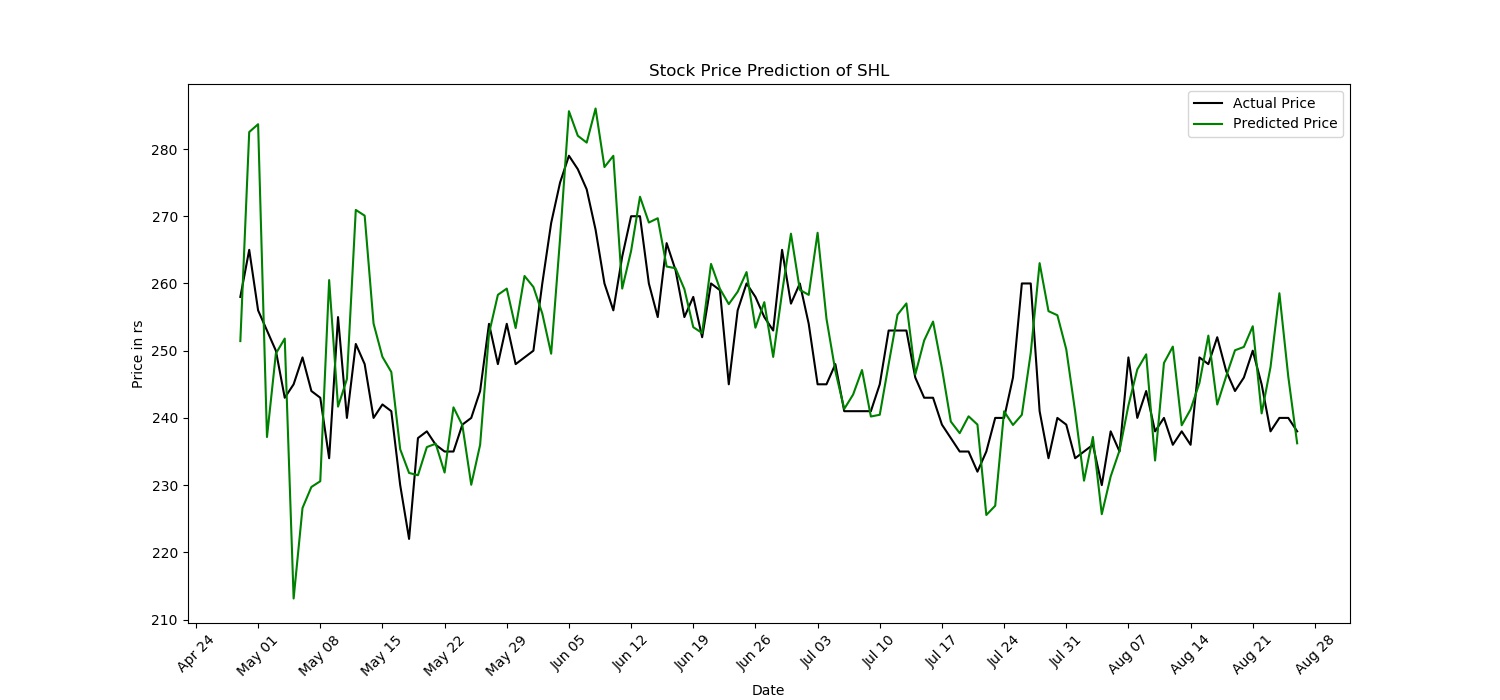 Stock Price Prediction of SHL
Actual Price
Predicted Price
Price in rs
280
270
260
250
240
230
220
210
Apr 24
May 01
May 08
May 15
May 22
May 29
Jun 05
Jun 12
Jun 19
Jun 26
Jul 03
Jul 10
Jul 17
Jul 24
Jul 31
Aug 07
Aug 14
Aug 21
Aug 28
Date